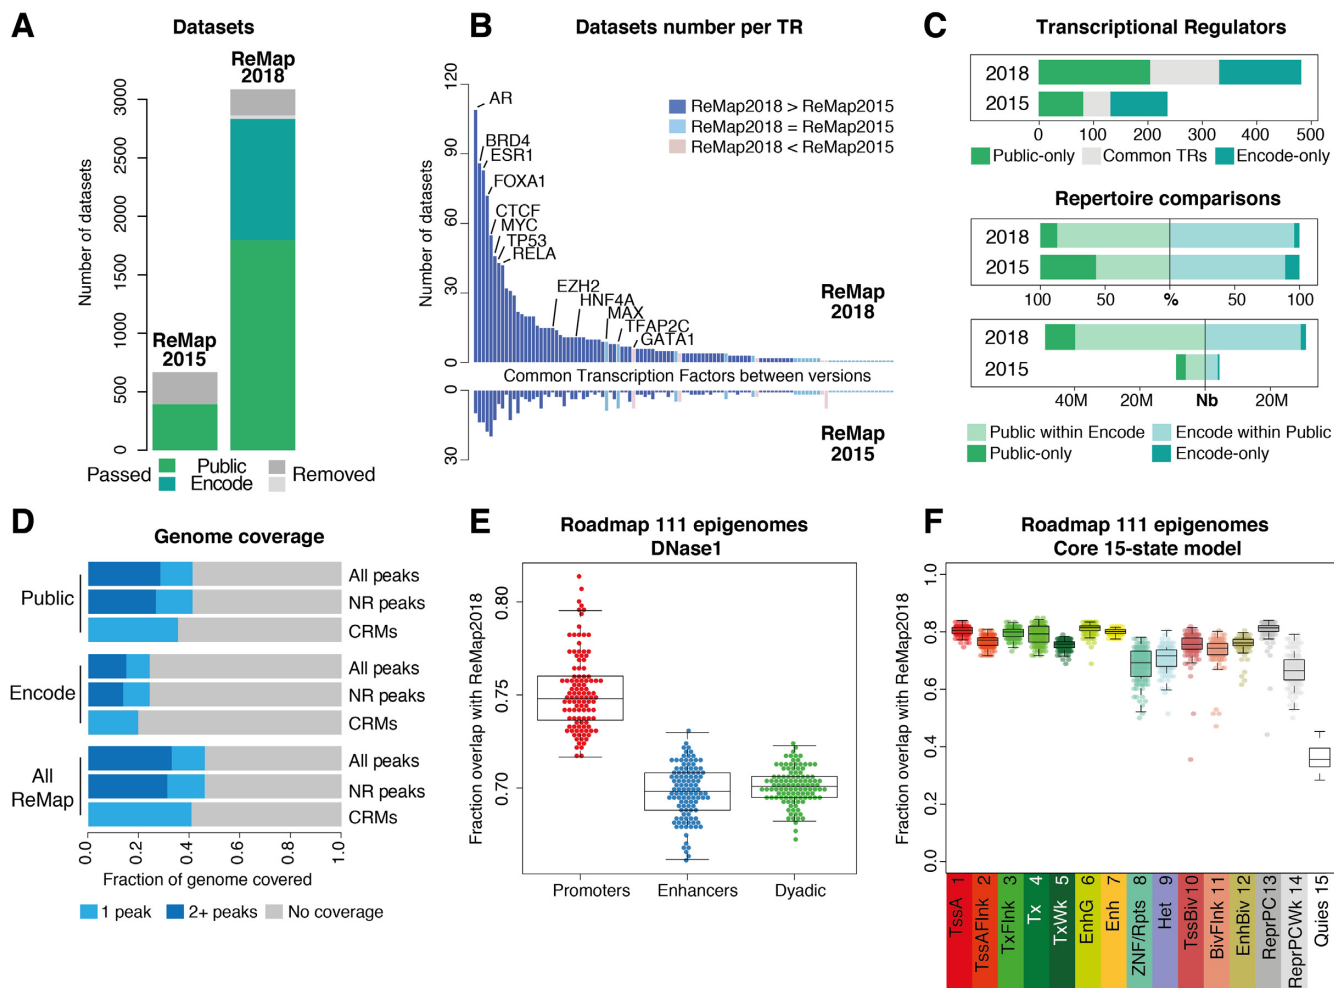 A
Datasets
ReMap
2018
ReMap
2015
Number of datasets
0
500
1000
1500
2000
2500
3000
Passed
Public
Encode
Removed
B
Datasets number per TR
120
90
60
30
0
Number of datasets
AR
BRD4
ESR1
FOXA1
CTCF
MYC
TP53
RELA
EZH2
HNF4A
MAX
TFAP2C
GATA1
ReMap2018 > ReMap2015
ReMap2018 = ReMap2015
ReMap2018 < ReMap2015
ReMap
2018
Common Transcription Factors between versions
0
30
ReMap
2015
C
Transcriptional Regulators
2018
2015
0 100 200 300 400 500
Public-only Common TRs Encode-only
Repertoire comparisons
2018
2015
100 50 % 50 100
2018
2015
40M 20M Nb 20M
Public within Encode Encode within Public
Public-only Encode-only
D
Genome coverage
Public
All peaks
NR peaks
CRMs
Encode
All peaks
NR peaks
CRMs
All
ReMap
All peaks
NR peaks
CRMs
0.0 0.2 0.4 0.6 0.8 1.0
Fraction of genome covered
1 peak 2+ peaks No coverage
E
Roadmap 111 epigenomes
DNase1
Fraction overlap with ReMap2018
0.80
0.75
0.70
Promoters Enhancers Dyadic
F
Roadmap 111 epigenomes
Core 15-state model
Fraction overlap with ReMap2018
1.0
0.8
0.6
0.4
0.2
0.0
TssA 1
TssAFlnk 2
TxFlnk 3
Tx 4
TxWk 5
EnhG 6
Enh 7
ZNF/Rpts 8
Het 9
TssBiv 10
BivFlnk 11
EnhBiv 12
ReprPC 13
ReprPCWk 14
Quies 15